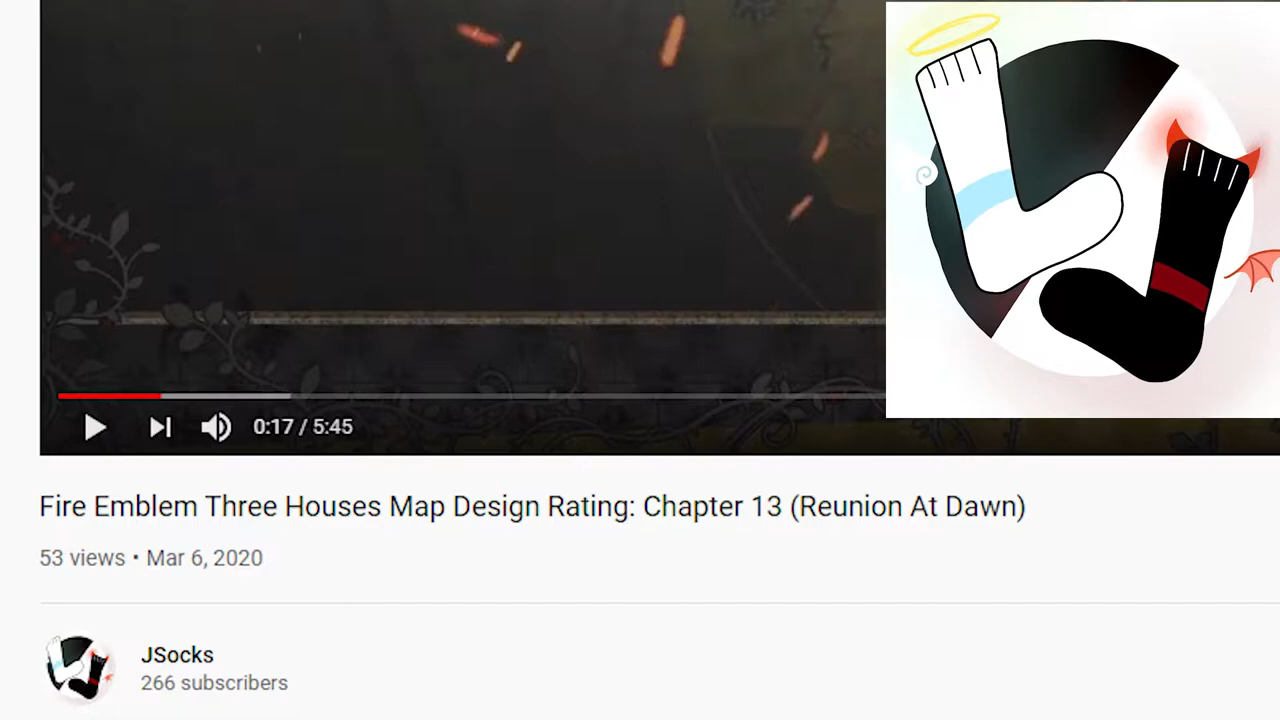 0:17 / 5:45
Fire Emblem Three Houses Map Design Rating: Chapter 13 (Reunion At Dawn)
53 views • Mar 6, 2020
JSocks
266 subscribers